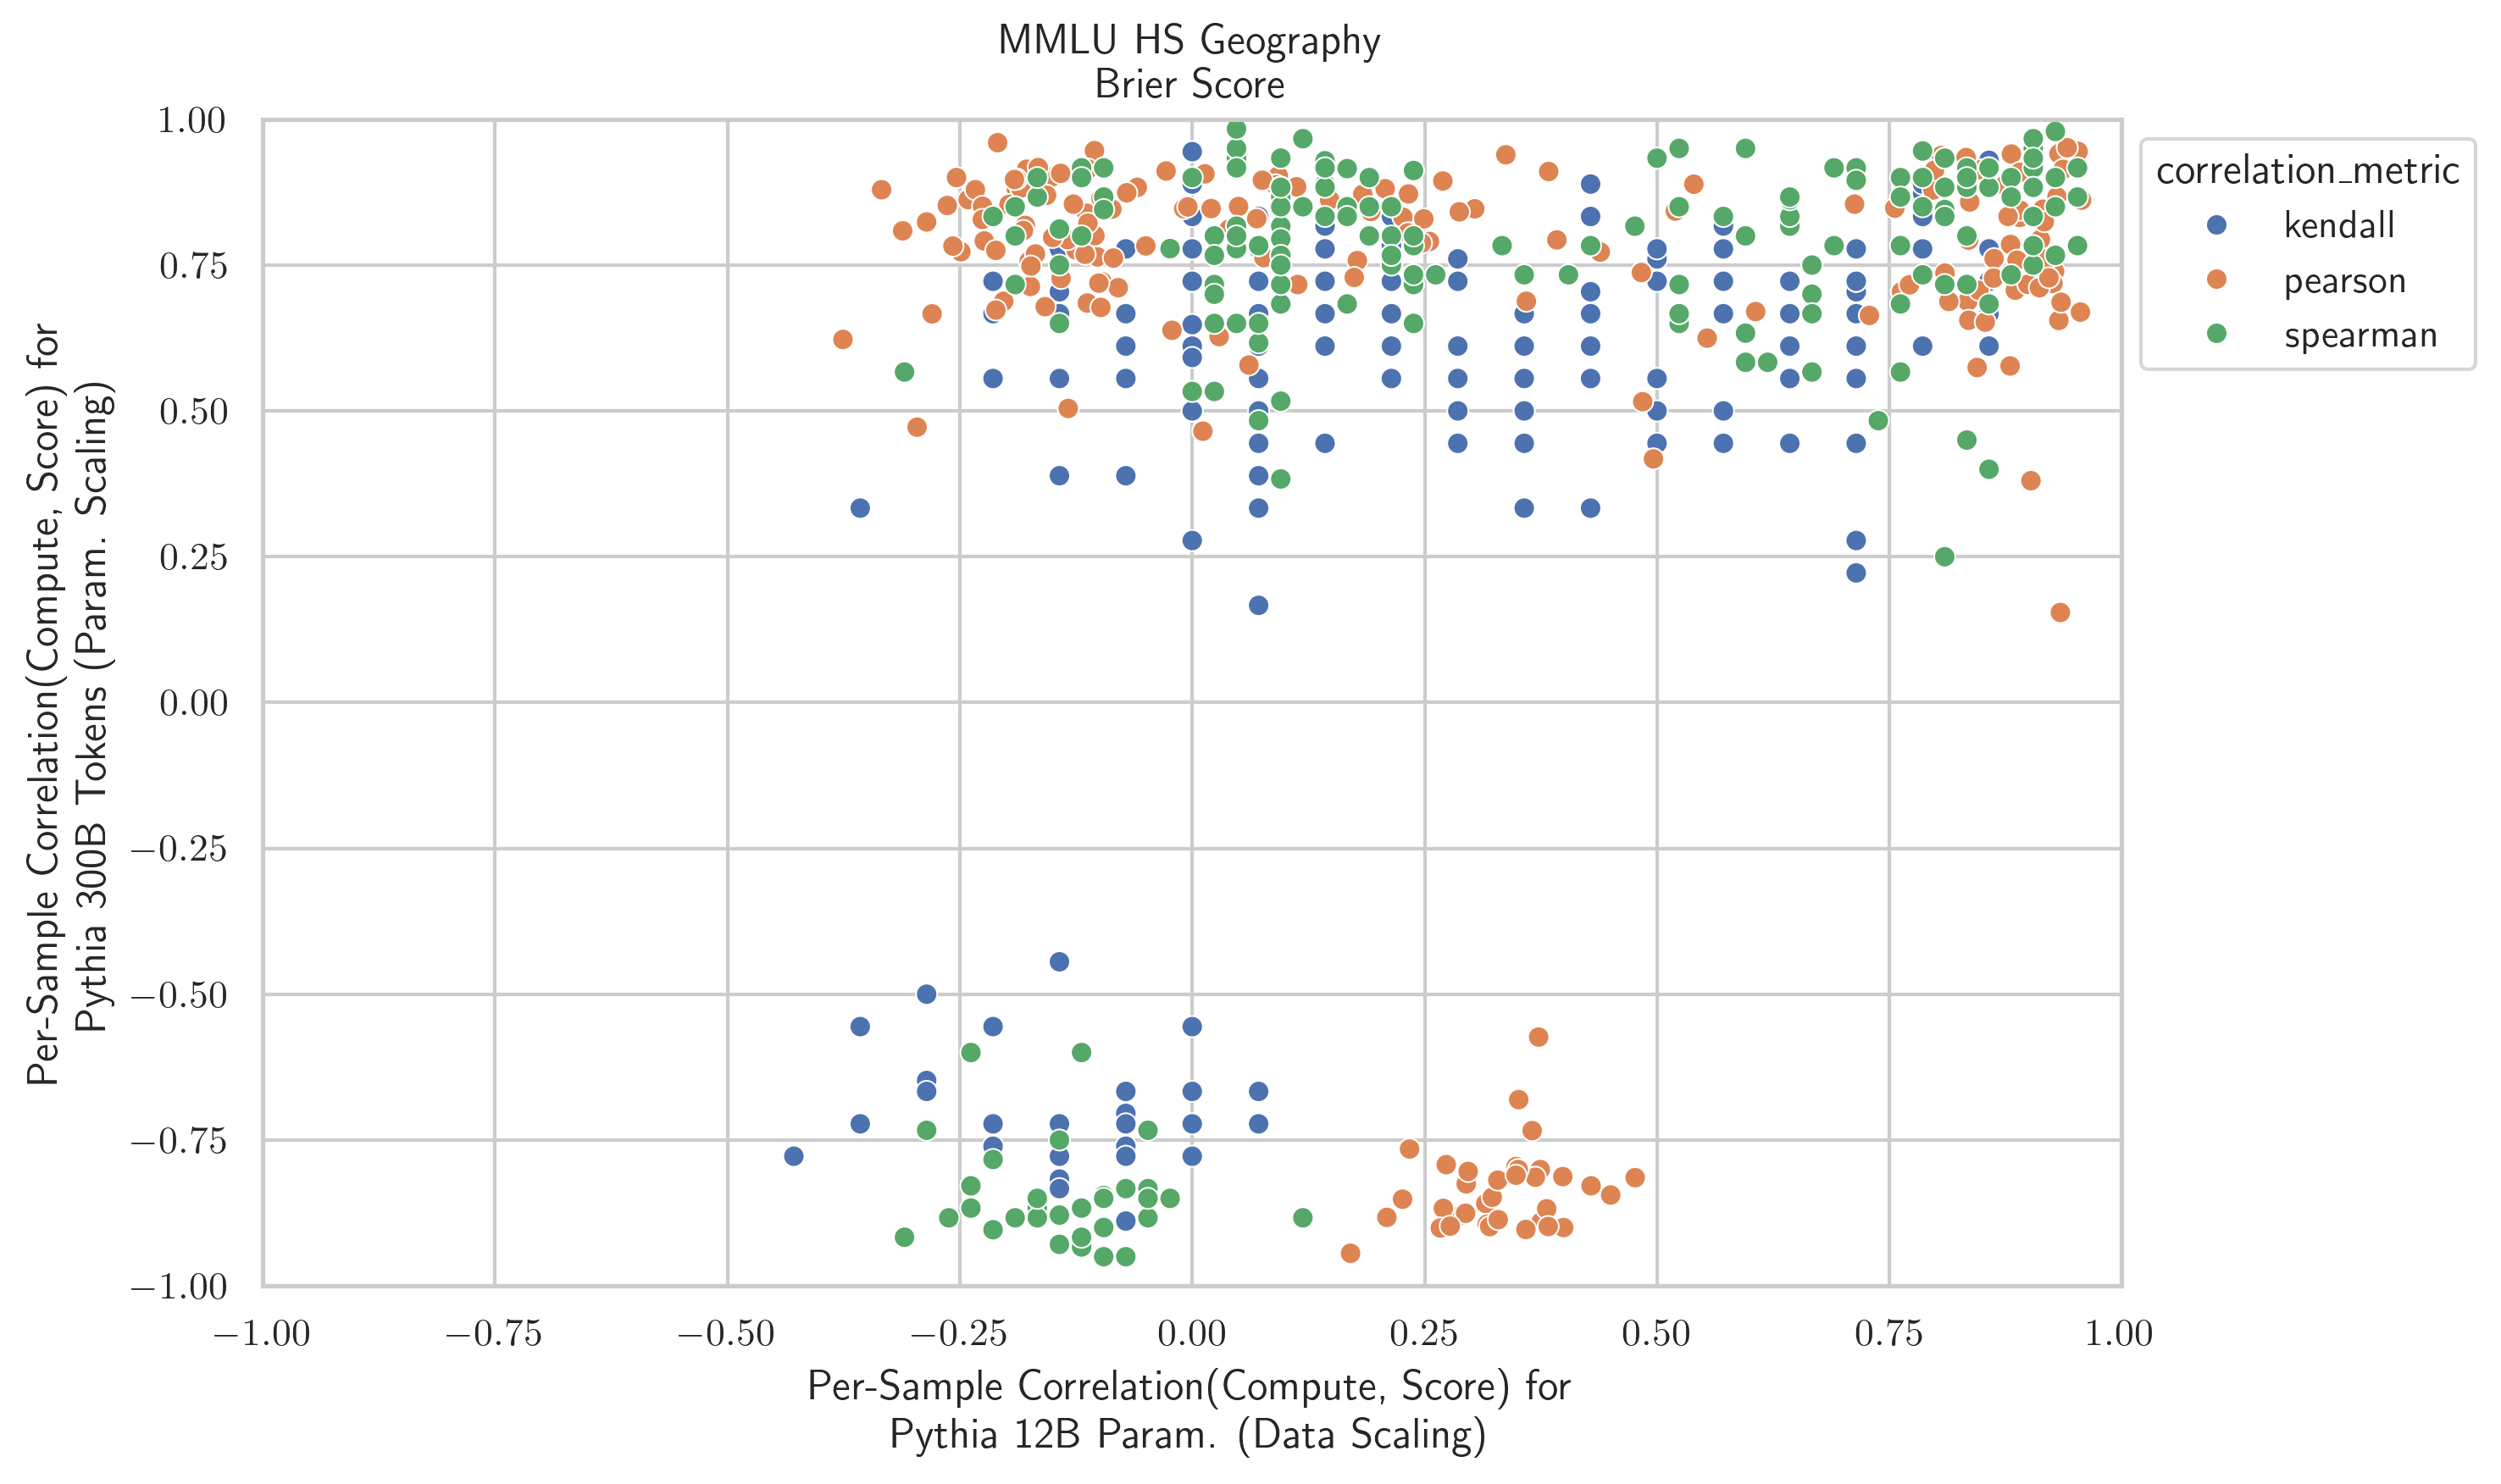 MMLU HS Geography
Brier Score
Per-Sample Correlation(Compute, Score) for
Pythia 300B Tokens (Param. Scaling)
1.00
0.75
0.50
0.25
0.00
−0.25
−0.50
−0.75
−1.00
−1.00 −0.75 −0.50 −0.25 0.00 0.25 0.50 0.75 1.00
Per-Sample Correlation(Compute, Score) for
Pythia 12B Param. (Data Scaling)
correlation_metric
kendall
pearson
spearman